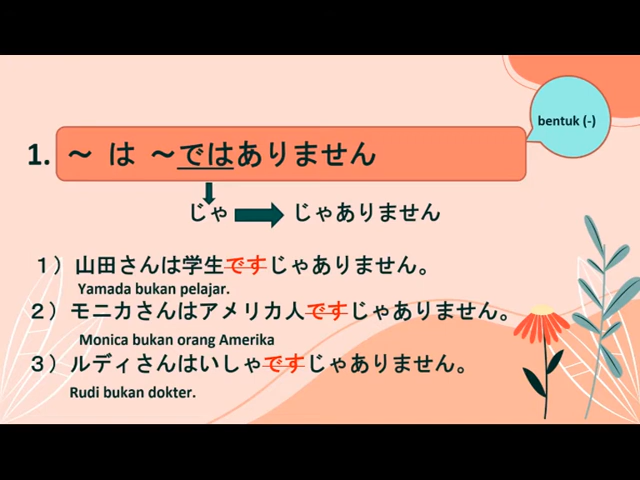 bentuk (-)
1. ～ は ～ではありません
じゃ じゃありません
１）山田さんは学生ですじゃありません。
Yamada bukan pelajar.
２）モニカさんはアメリカ人ですじゃありません。
Monica bukan orang Amerika
３）ルディさんはいしゃですじゃありません。
Rudi bukan dokter.